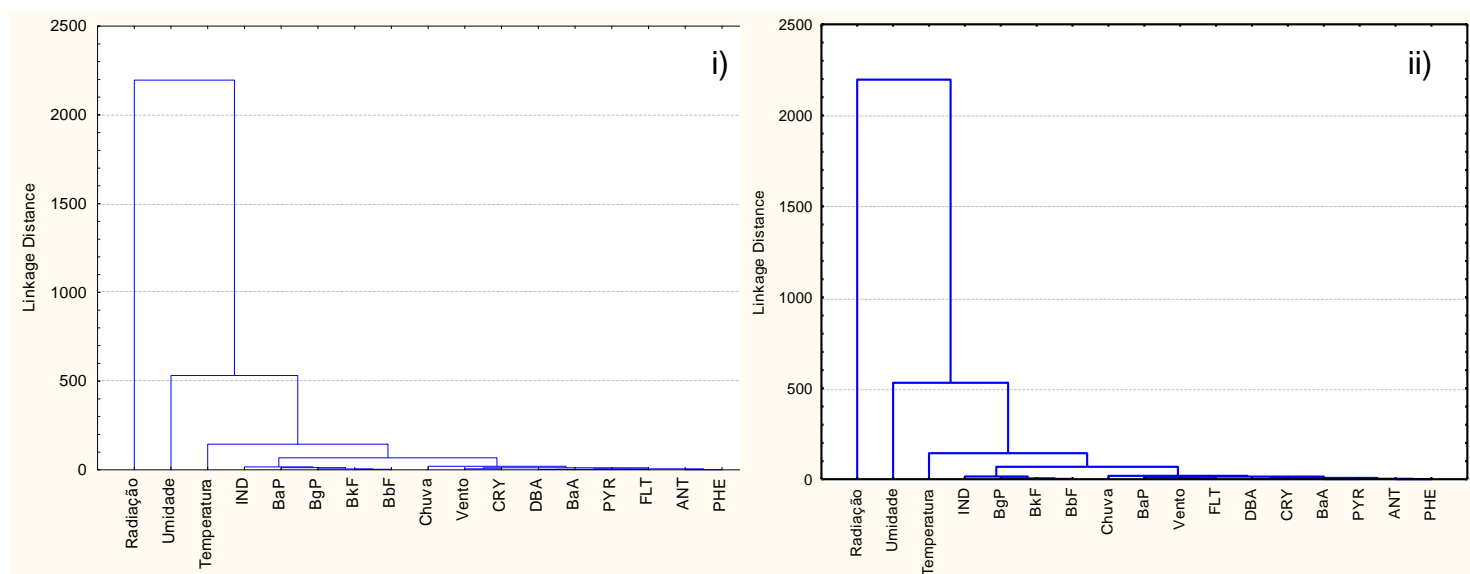 i)
2500
2000
1500
1000
500
0
Linkage Distance
Radiação
Umidade
Temperatura
IND
BaP
BgP
BkF
BbF
Chuva
Vento
CRY
DBA
BaA
PYR
FLT
ANT
PHE
ii)
2500
2000
1500
1000
500
0
Linkage Distance
Radiação
Umidade
Temperatura
IND
BgP
BkF
BbF
Chuva
BaP
Vento
FLT
DBA
CRY
BaA
PYR
ANT
PHE